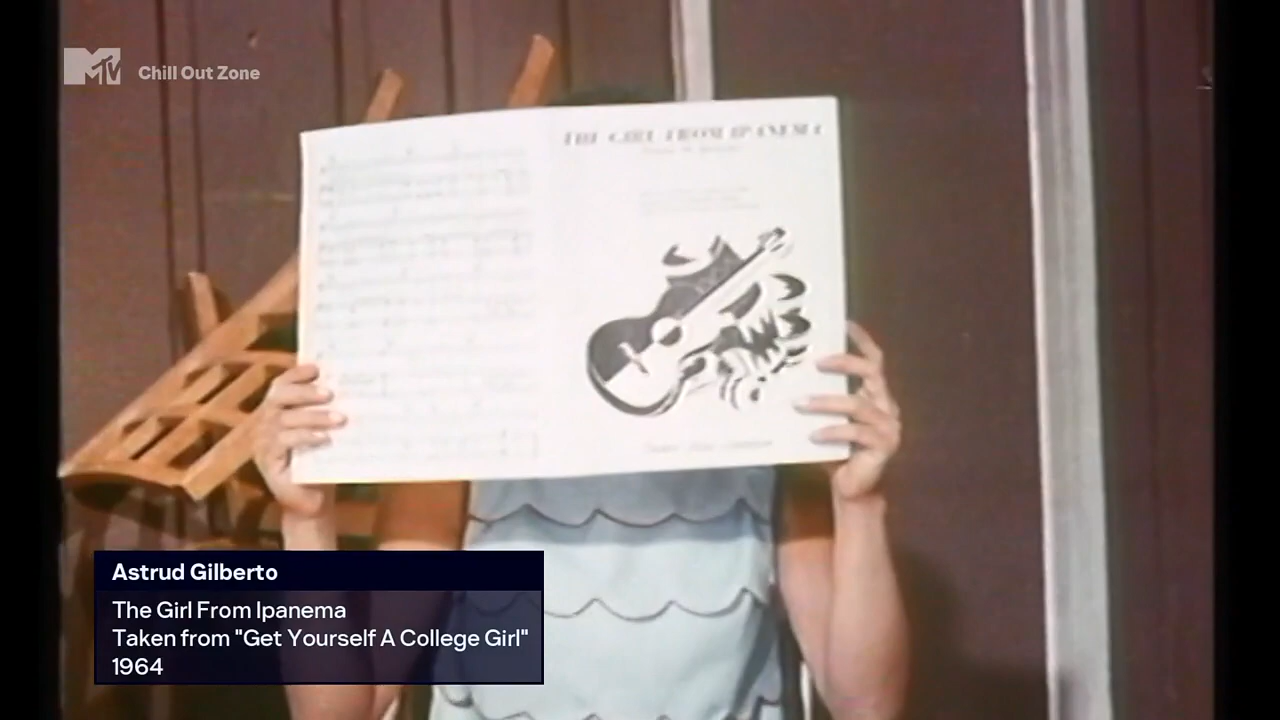 MTV
Chill Out Zone
THE GIRL FROM IPANEMA
Astrud Gilberto
The Girl From Ipanema
Taken from "Get Yourself A College Girl"
1964